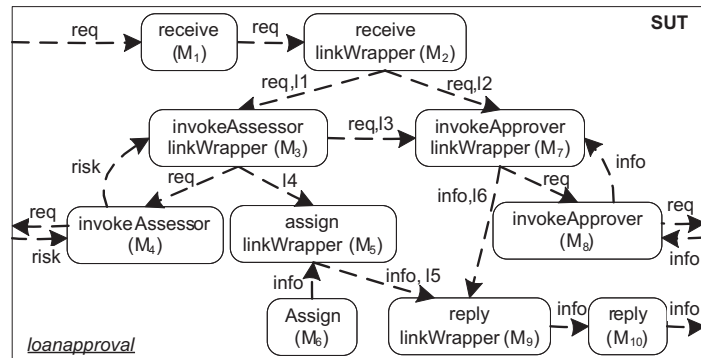 SUT
req
receive
(M1)
req
receive
linkWrapper (M2)
req,l1
req,l2
invokeAssessor
linkWrapper (M3)
req,l3
invokeApprover
linkWrapper (M7)
risk
req
l4
info,l6
req
info
req
risk
invokeAssessor
(M4)
assign
linkWrapper (M5)
invokeApprover
(M8)
req
info
info
info, l5
Assign
(M6)
reply
linkWrapper (M9)
info
reply
(M10)
info
loanapproval